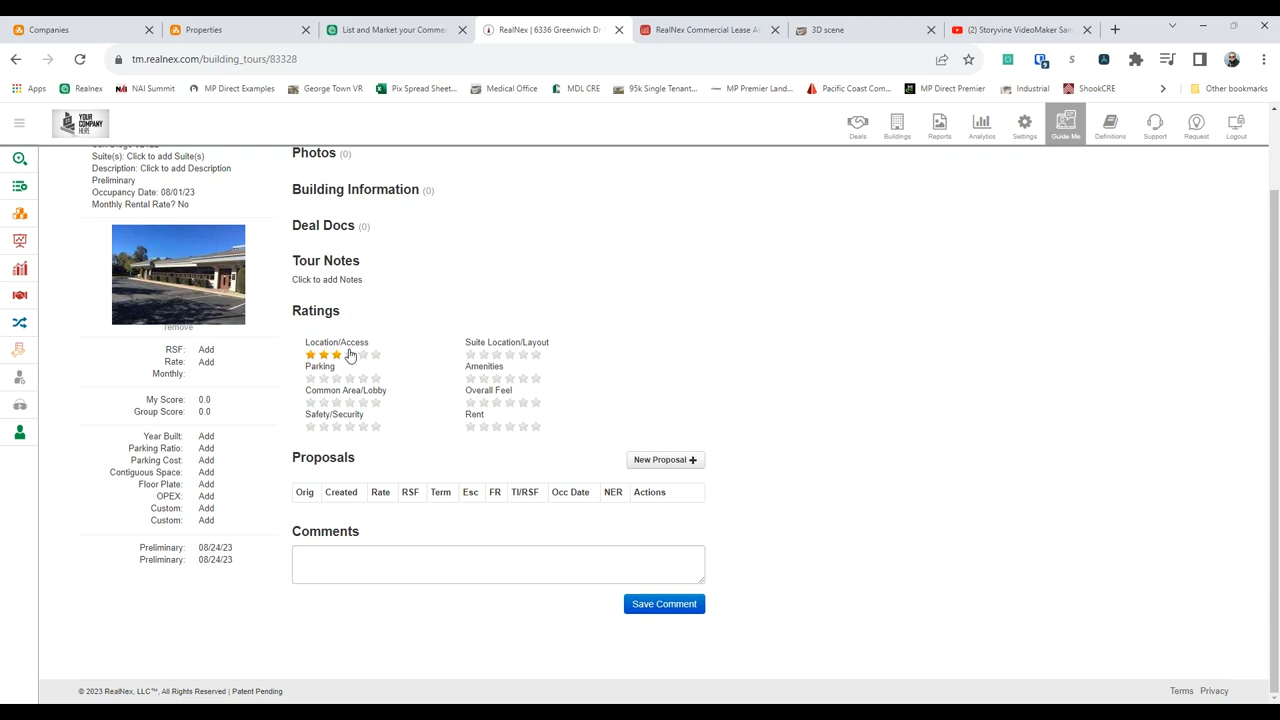 Companies
Properties
List and Market your Comme
RealNex | 6336 Greenwich Dr
RealNex Commercial Lease A
3D scene
(2) Storyvine VideoMaker Sam
tm.realnex.com/building_tours/83328
Apps
Realnex
NAI Summit
MP Direct Examples
George Town VR
Pix Spread Sheet...
Medical Office
MDL CRE
95k Single Tenant...
MP Premier Land...
Pacific Coast Com...
MP Direct Premier
Industrial
ShookCRE
Other bookmarks
YOUR COMPANY HERE
Deals
Buildings
Reports
Analytics
Settings
Guide Me
Definitions
Support
Request
Logout
Suite(s): Click to add Suite(s)
Description: Click to add Description
Preliminary
Occupancy Date: 08/01/23
Monthly Rental Rate? No
remove
RSF: Add
Rate: Add
Monthly:
My Score: 0.0
Group Score: 0.0
Year Built: Add
Parking Ratio: Add
Parking Cost: Add
Contiguous Space: Add
Floor Plate: Add
OPEX: Add
Custom: Add
Custom: Add
Preliminary: 08/24/23
Preliminary: 08/24/23
Photos (0)
Building Information (0)
Deal Docs (0)
Tour Notes
Click to add Notes
Ratings
Location/Access
Suite Location/Layout
Parking
Amenities
Common Area/Lobby
Overall Feel
Safety/Security
Rent
Proposals
New Proposal +
Orig Created Rate RSF Term Esc FR TI/RSF Occ Date NER Actions
Comments
Save Comment
© 2023 RealNex, LLC™, All Rights Reserved | Patent Pending
Terms Privacy